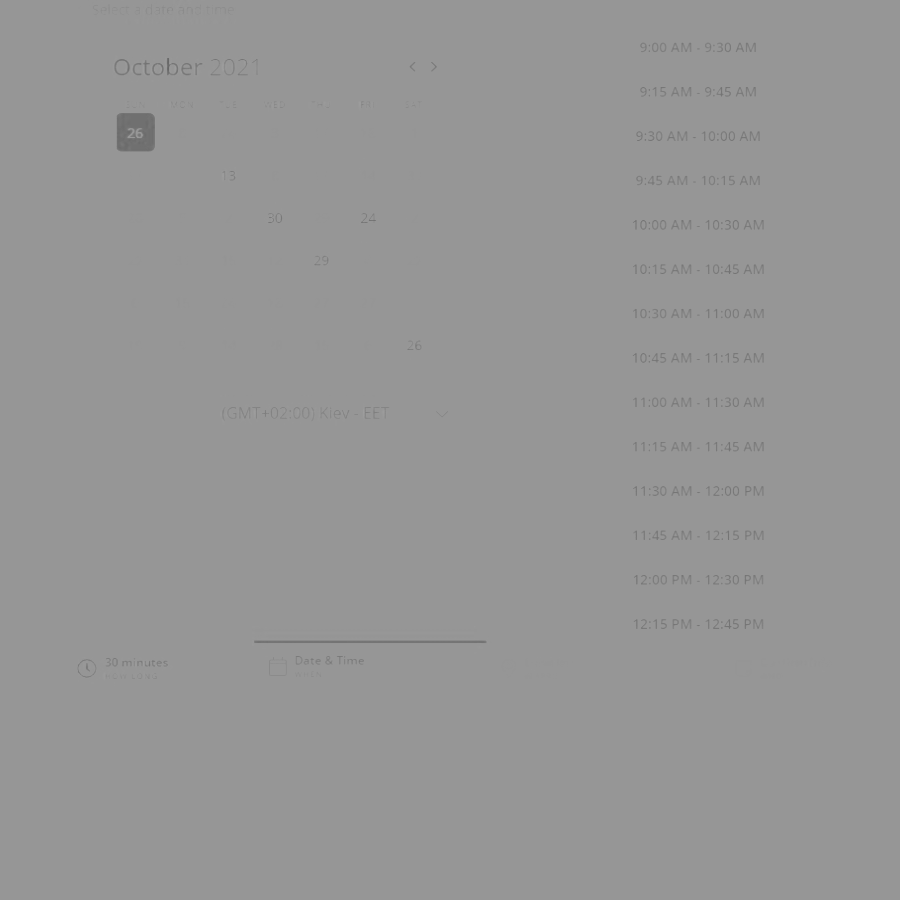 Select a date and time
October 2021
SUN MON TUE WED THU FRI SAT
26
13
30 24
29
26
(GMT+02:00) Kiev - EET
9:00 AM - 9:30 AM
9:15 AM - 9:45 AM
9:30 AM - 10:00 AM
9:45 AM - 10:15 AM
10:00 AM - 10:30 AM
10:15 AM - 10:45 AM
10:30 AM - 11:00 AM
10:45 AM - 11:15 AM
11:00 AM - 11:30 AM
11:15 AM - 11:45 AM
11:30 AM - 12:00 PM
11:45 AM - 12:15 PM
12:00 PM - 12:30 PM
12:15 PM - 12:45 PM
30 minutes
Date & Time